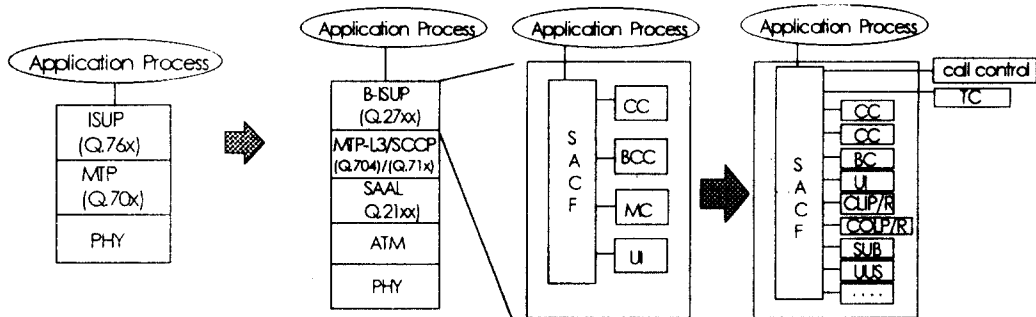 Application Process
ISUP
(Q.76x)
MTP
(Q.70x)
PHY
Application Process
B-ISUP
(Q.27xx)
MTP-L3/SCCP
(Q.704)/(Q.71x)
SAAL
Q.21xx)
ATM
PHY
Application Process
SACF
CC
BCC
MC
UI
Application Process
SACF
call control
TC
CC
CC
BC
UI
CLIP/R
COLP/R
SUB
UUS
....